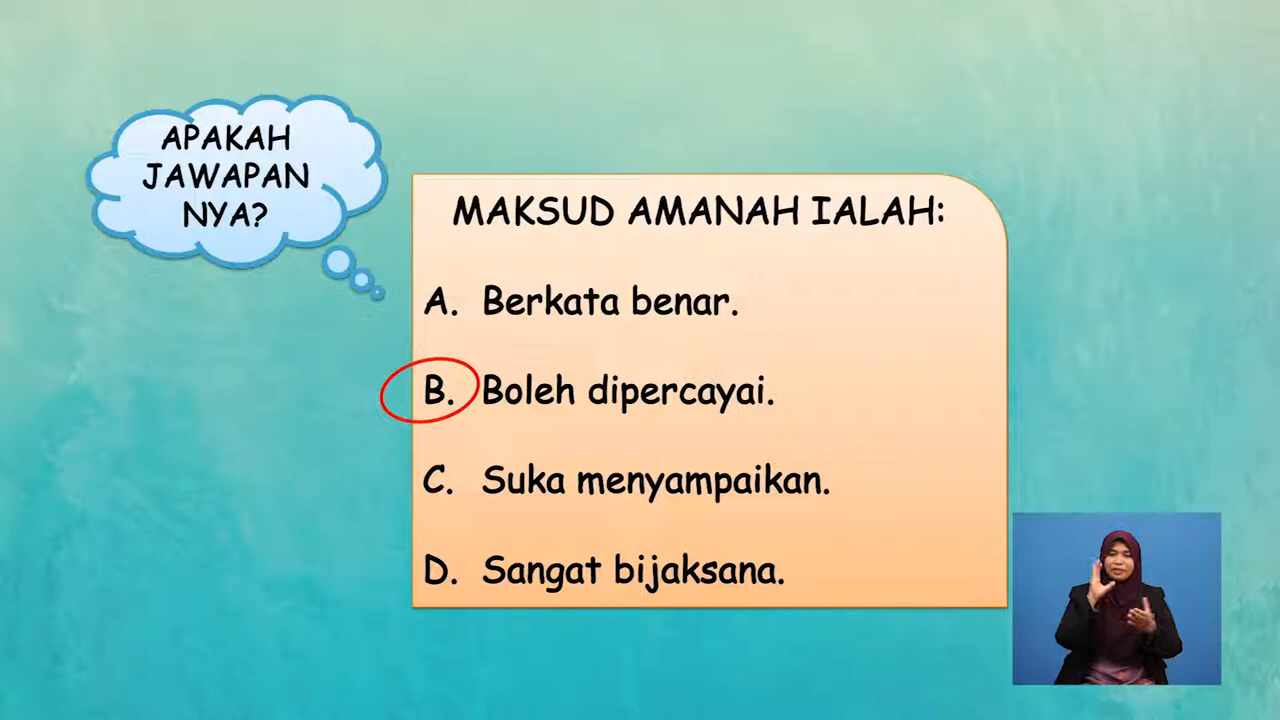 APAKAH
JAWAPAN
NYA?
MAKSUD AMANAH IALAH:
A. Berkata benar.
B. Boleh dipercayai.
C. Suka menyampaikan.
D. Sangat bijaksana.